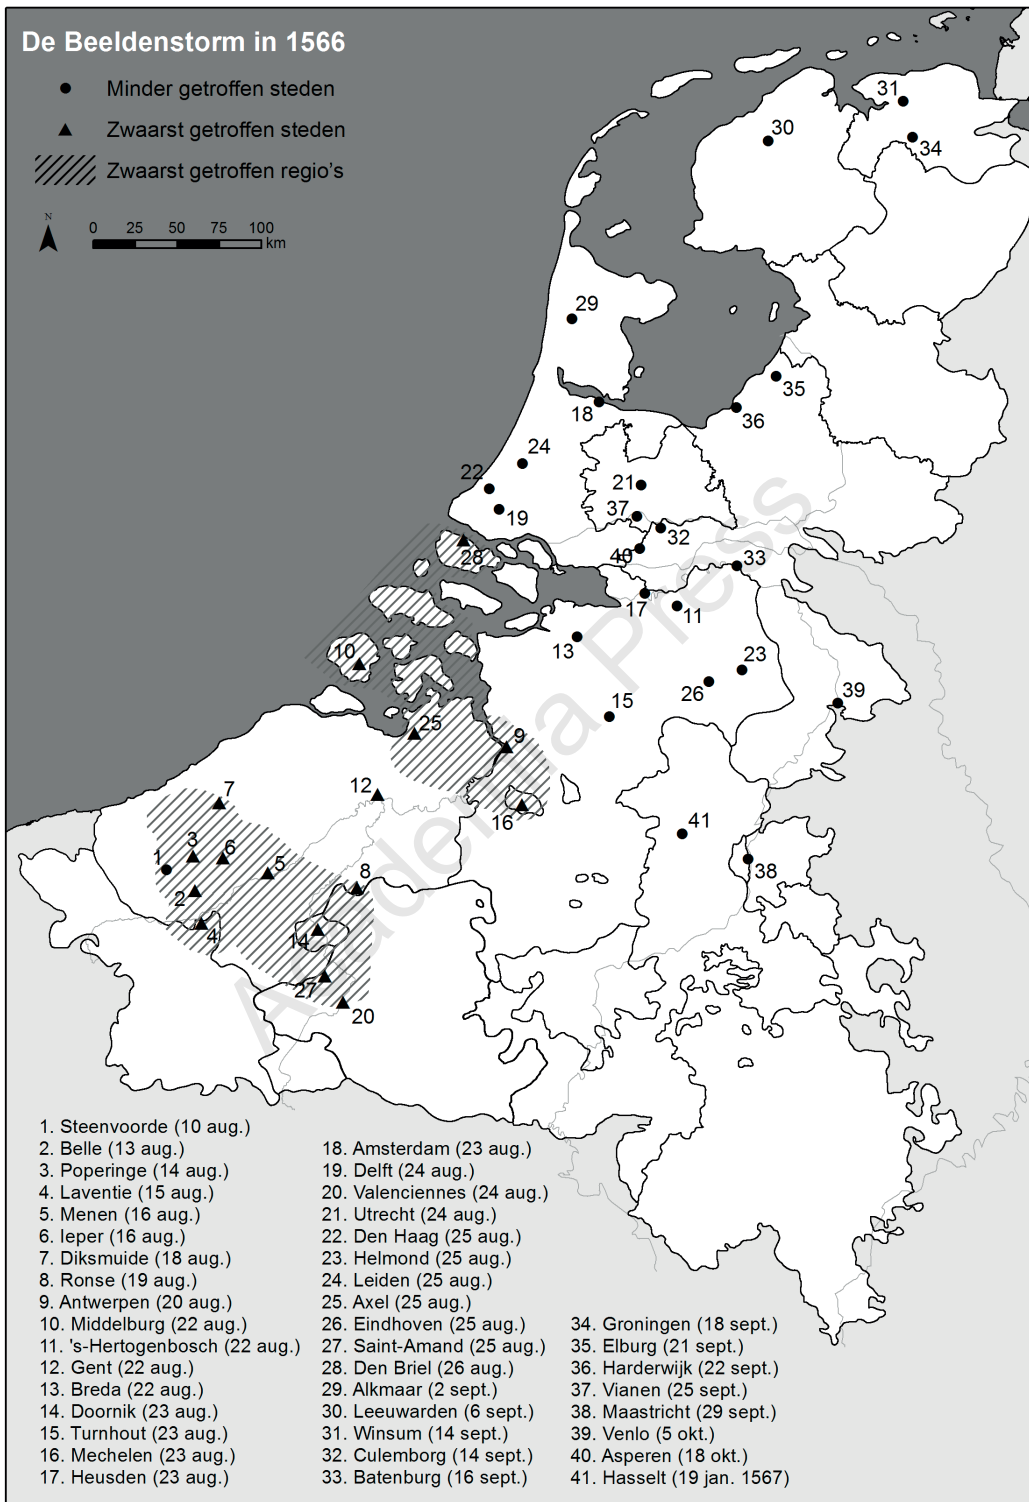 De Beeldenstorm in 1566
Minder getroffen steden
Zwaarst getroffen steden
Zwaarst getroffen regio's
N
0 25 50 75 100
km
31
30
34
29
35
18
36
24
22
21
19
37
32
28
40
33
17
11
10
13
23
26
39
15
25
9
7
12
16
41
3
6
1
5
8
38
2
4
14
27
20
Academia Press
1. Steenvoorde (10 aug.)
2. Belle (13 aug.)
3. Poperinge (14 aug.)
4. Laventie (15 aug.)
5. Menen (16 aug.)
6. Ieper (16 aug.)
7. Diksmuide (18 aug.)
8. Ronse (19 aug.)
9. Antwerpen (20 aug.)
10. Middelburg (22 aug.)
11. 's-Hertogenbosch (22 aug.)
12. Gent (22 aug.)
13. Breda (22 aug.)
14. Doornik (23 aug.)
15. Turnhout (23 aug.)
16. Mechelen (23 aug.)
17. Heusden (23 aug.)
18. Amsterdam (23 aug.)
19. Delft (24 aug.)
20. Valenciennes (24 aug.)
21. Utrecht (24 aug.)
22. Den Haag (25 aug.)
23. Helmond (25 aug.)
24. Leiden (25 aug.)
25. Axel (25 aug.)
26. Eindhoven (25 aug.)
27. Saint-Amand (25 aug.)
28. Den Briel (26 aug.)
29. Alkmaar (2 sept.)
30. Leeuwarden (6 sept.)
31. Winsum (14 sept.)
32. Culemborg (14 sept.)
33. Batenburg (16 sept.)
34. Groningen (18 sept.)
35. Elburg (21 sept.)
36. Harderwijk (22 sept.)
37. Vianen (25 sept.)
38. Maastricht (29 sept.)
39. Venlo (5 okt.)
40. Asperen (18 okt.)
41. Hasselt (19 jan. 1567)